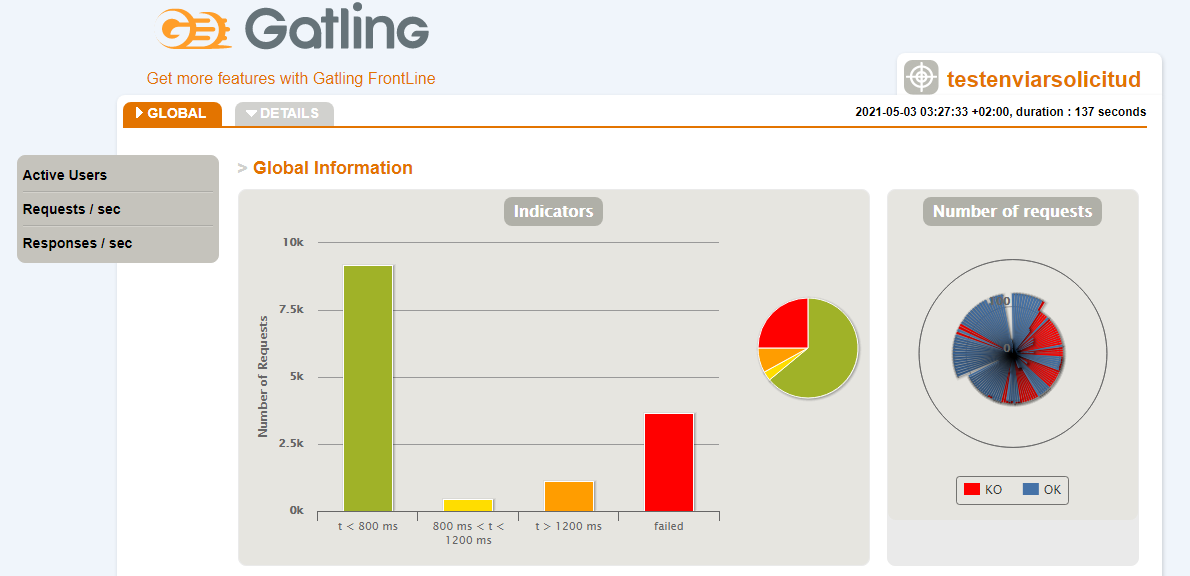 Gatling
Get more features with Gatling FrontLine
testenviarsolicitud
GLOBAL
DETAILS
2021-05-03 03:27:33 +02:00, duration : 137 seconds
Active Users
Requests / sec
Responses / sec
> Global Information
Indicators
Number of Requests
10k
7.5k
5k
2.5k
0k
t < 800 ms
800 ms < t <
1200 ms
t > 1200 ms
failed
Number of requests
0
0
KO
OK